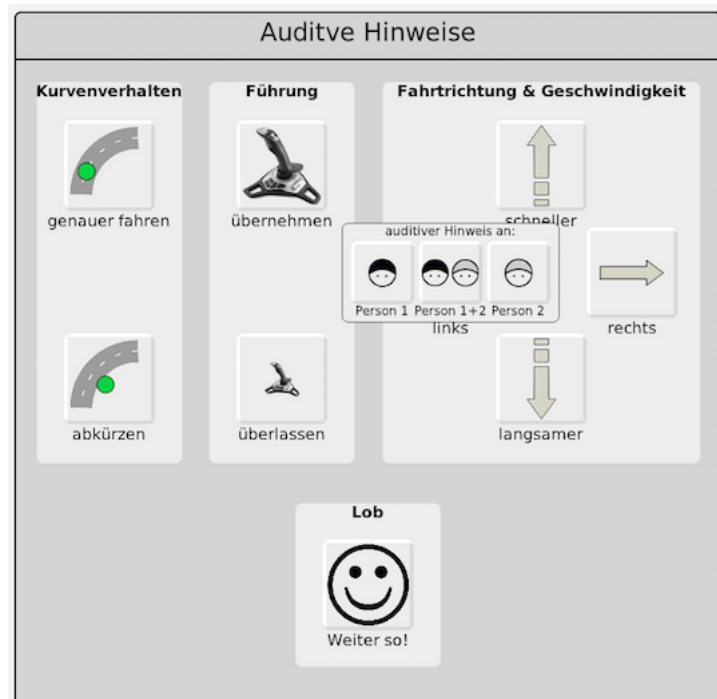 Auditve Hinweise
Kurvenverhalten
genauer fahren
abkürzen
Führung
übernehmen
überlassen
Fahrtrichtung & Geschwindigkeit
schneller
auditiver Hinweis an:
Person 1 Person 1+2 Person 2
links
rechts
langsamer
Lob
Weiter so!